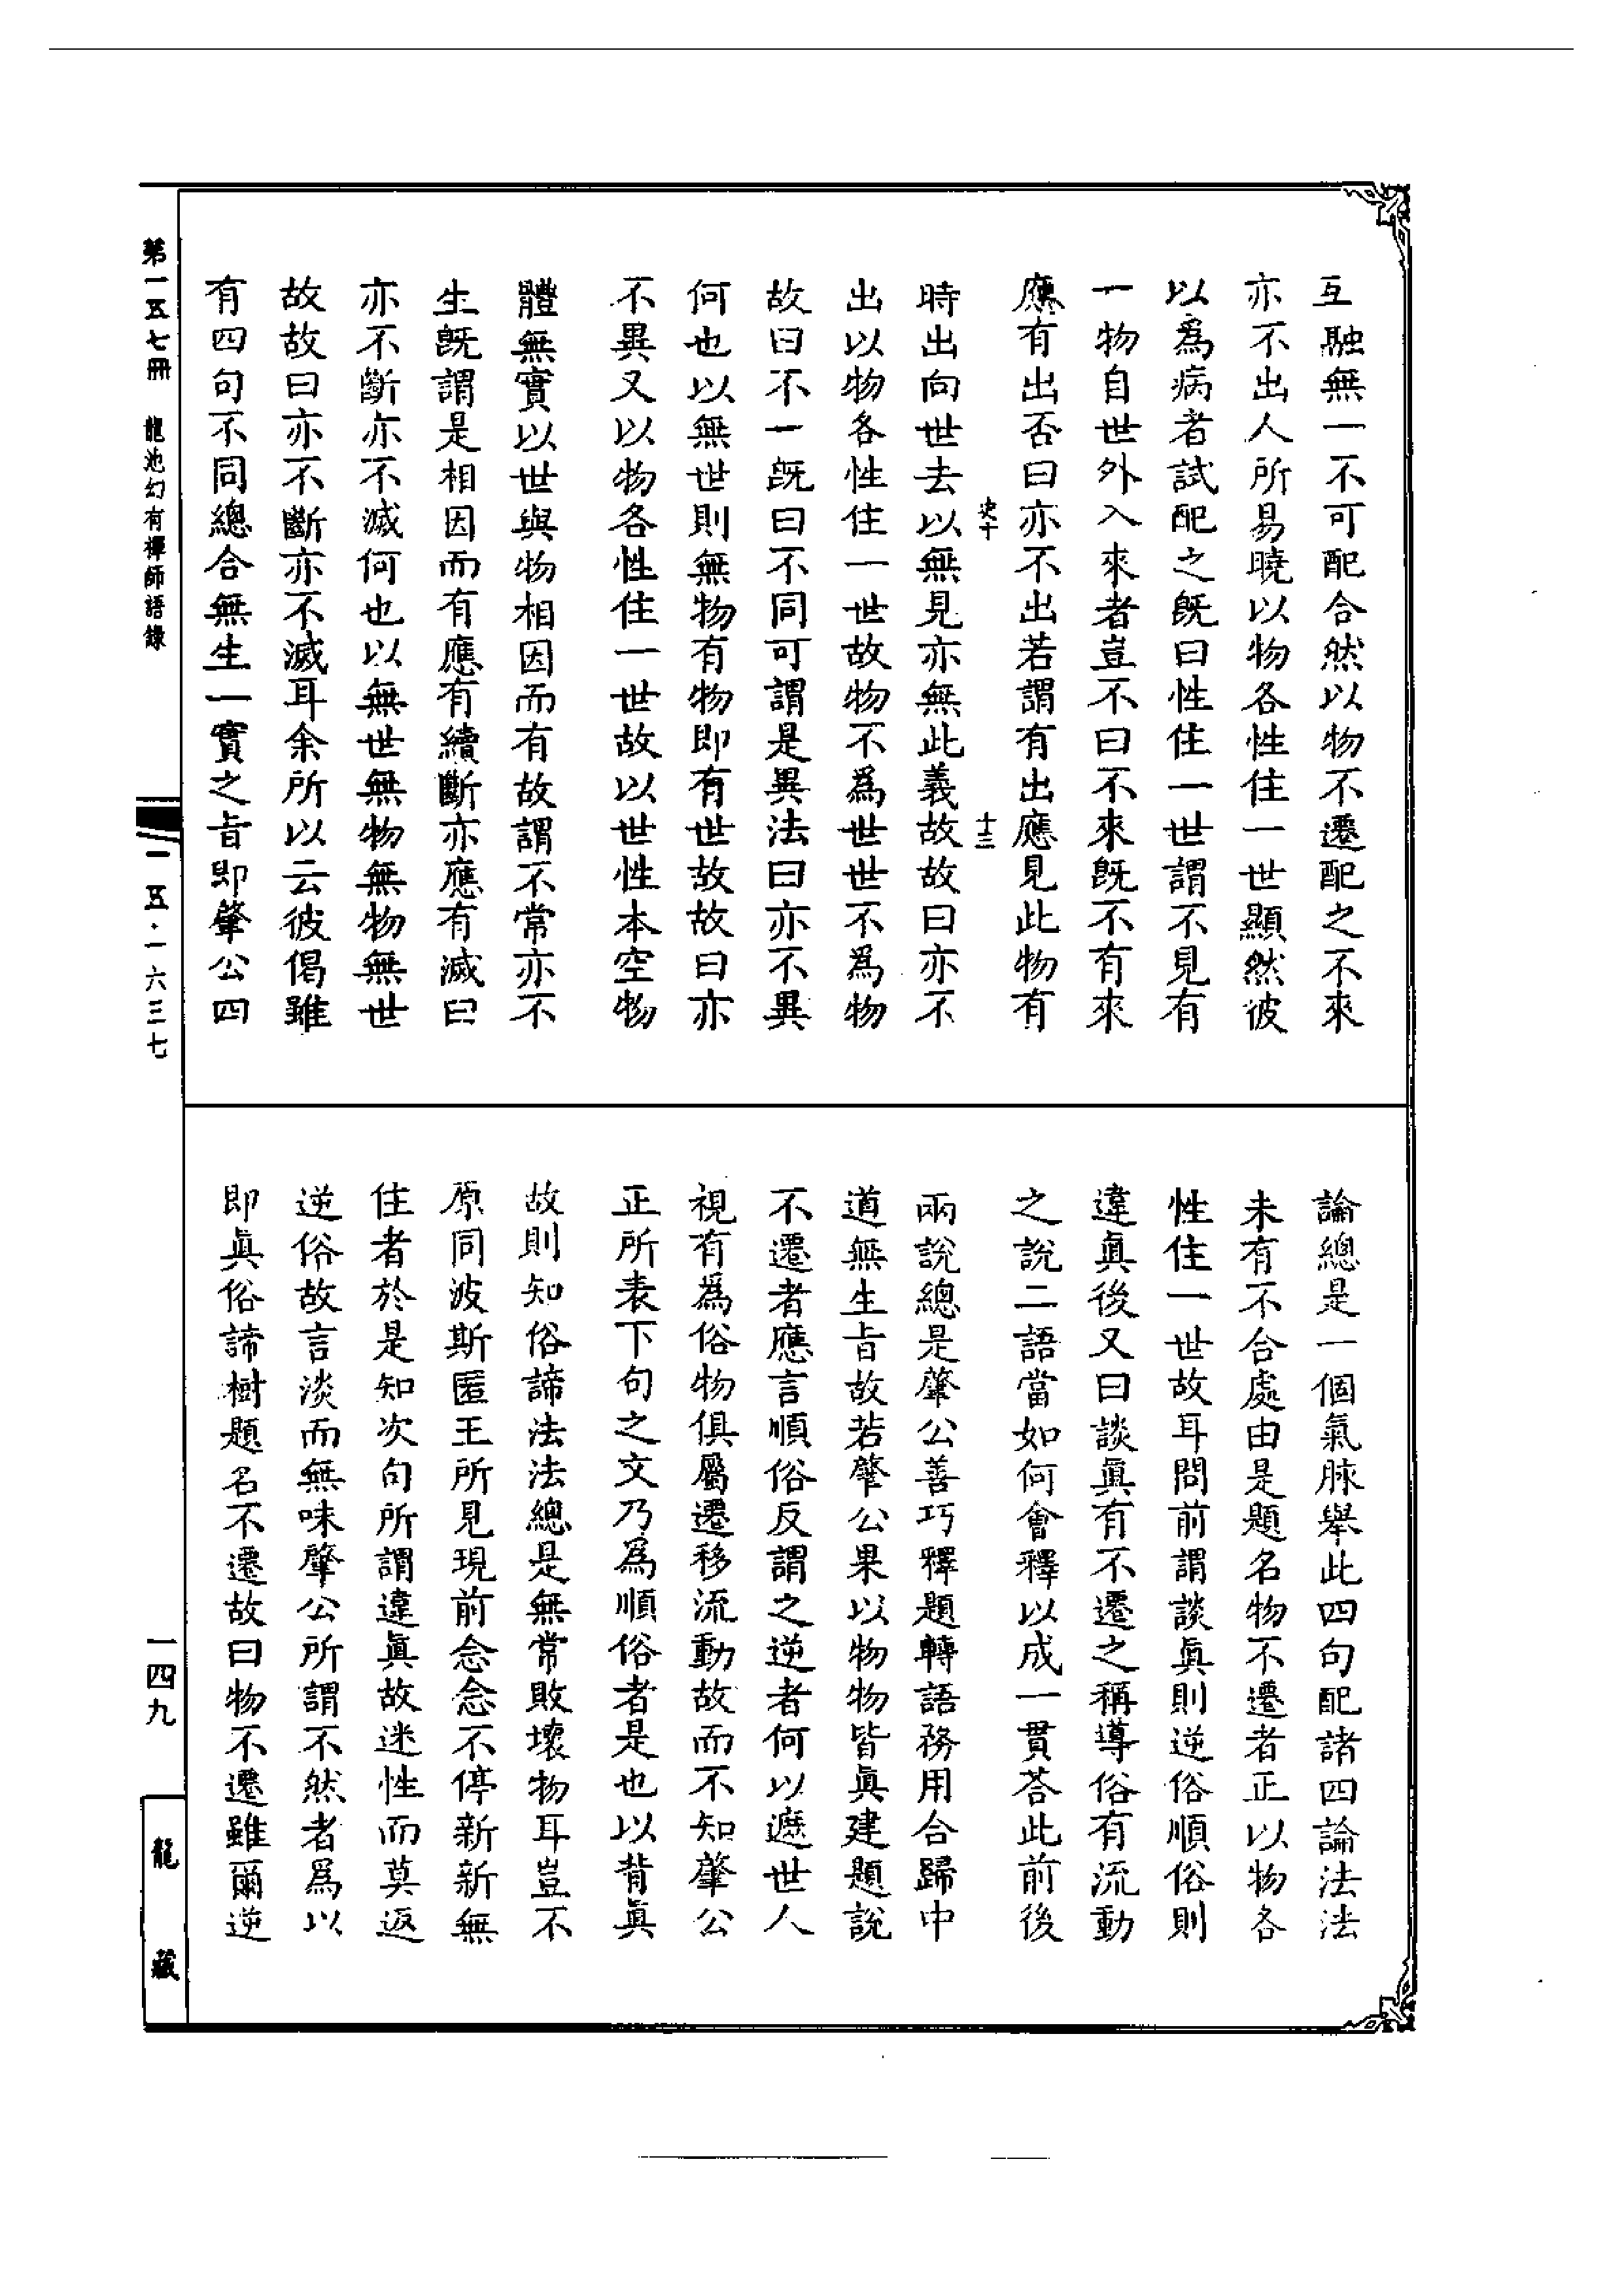 互融無一不可配合然以物不遷配之不來
亦不出人所易曉以物各性住一世顯然彼
以爲病者試配之既曰性住一世謂不見有
一物自世外入來者豈不曰不來既不有來
應有出否曰亦不出若謂有出應見此物有
史十 十三
時出向世去以無見亦無此義故故曰亦不
出以物各性住一世故物不爲世世不爲物
故曰不一既曰不同可謂是異法曰亦不異
何也以無世則無物有物即有世故故曰亦
不異又以物各性住一世故以世性本空物
體無實以世與物相因而有故謂不常亦不
生既謂是相因而有應有續斷亦應有滅曰
亦不斷亦不滅何也以無世無物無物無世
故故曰亦不斷亦不滅耳余所以云彼偈雖
有四句不同總合無生一實之旨即肇公四
論總是一個氣脉舉此四句配諸四論法法
未有不合處由是題名物不遷者正以物各
性住一世故耳問前謂談眞則逆俗順俗則
違眞後又曰談眞有不遷之稱導俗有流動
之說二語當如何會釋以成一貫荅此前後
兩說總是肇公善巧釋題轉語務用合歸中
道無生旨故若肇公果以物物皆眞建題說
不遷者應言順俗反謂之逆者何以遮世人
視有爲俗物俱屬遷移流動故而不知肇公
正所表下句之文乃爲順俗者是也以背眞
故則知俗諦法法總是無常敗壞物耳豈不
原同波斯匿王所見現前念念不停新新無
住者於是知次句所謂違眞故迷性而莫返
逆俗故言淡而無味肇公所謂不然者爲以
即眞俗諦樹題名不遷故曰物不遷雖爾逆
第一五七冊 龍池幻有禪師語錄
一五·一六三七
一四九
龍藏